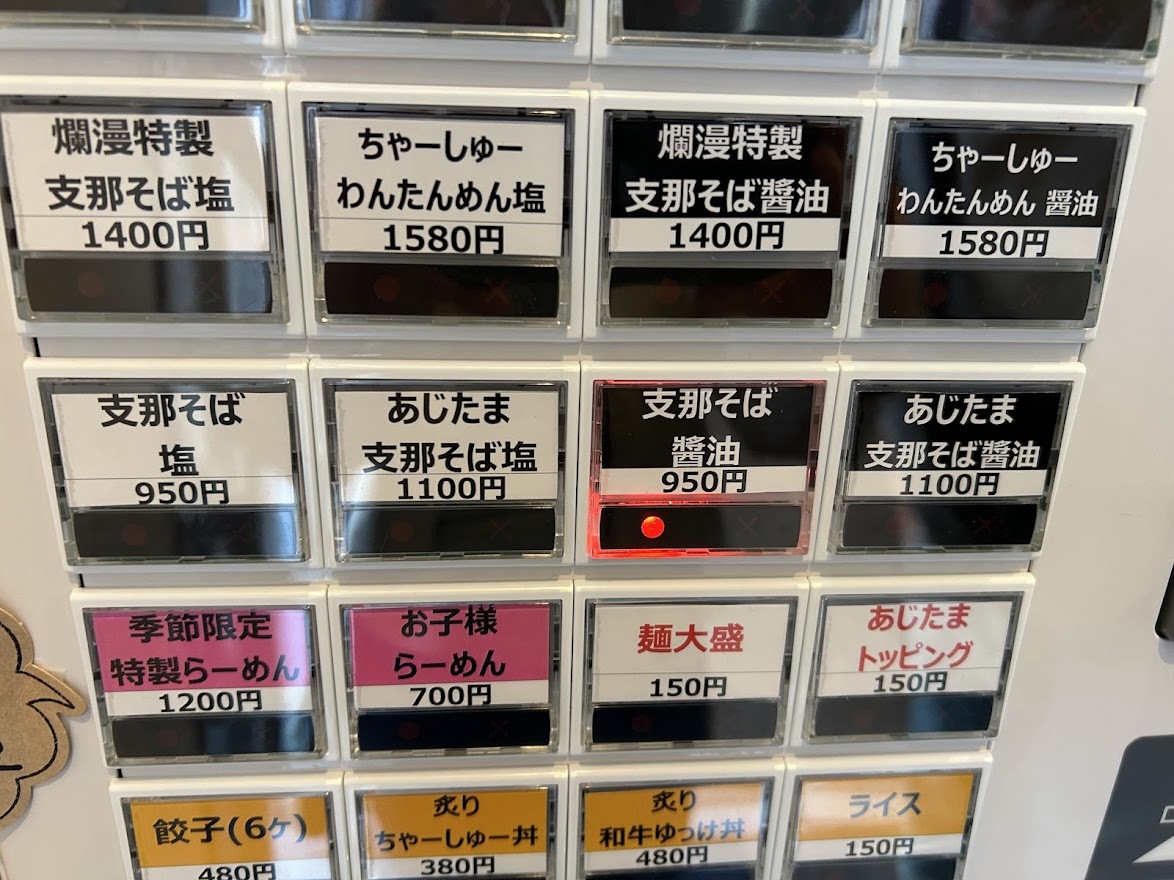 爛漫特製
支那そば塩
1400円
ちゃーしゅー
わんたんめん塩
1580円
爛漫特製
支那そば醬油
1400円
ちゃーしゅー
わんたんめん 醤油
1580円
支那そば
塩
950円
あじたま
支那そば塩
1100円
支那そば
醬油
950円
あじたま
支那そば醬油
1100円
季節限定
特製らーめん
1200円
お子様
らーめん
700円
麺大盛
150円
あじたま
トッピング
150円
餃子(6ケ)
480円
炙り
ちゃーしゅー丼
380円
炙り
和牛ゆっけ丼
480円
ライス
150円